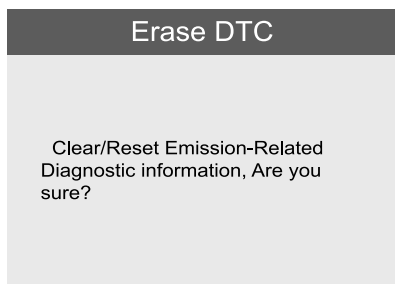 Erase DTC
Clear/Reset Emission-Related
Diagnostic information, Are you
sure?